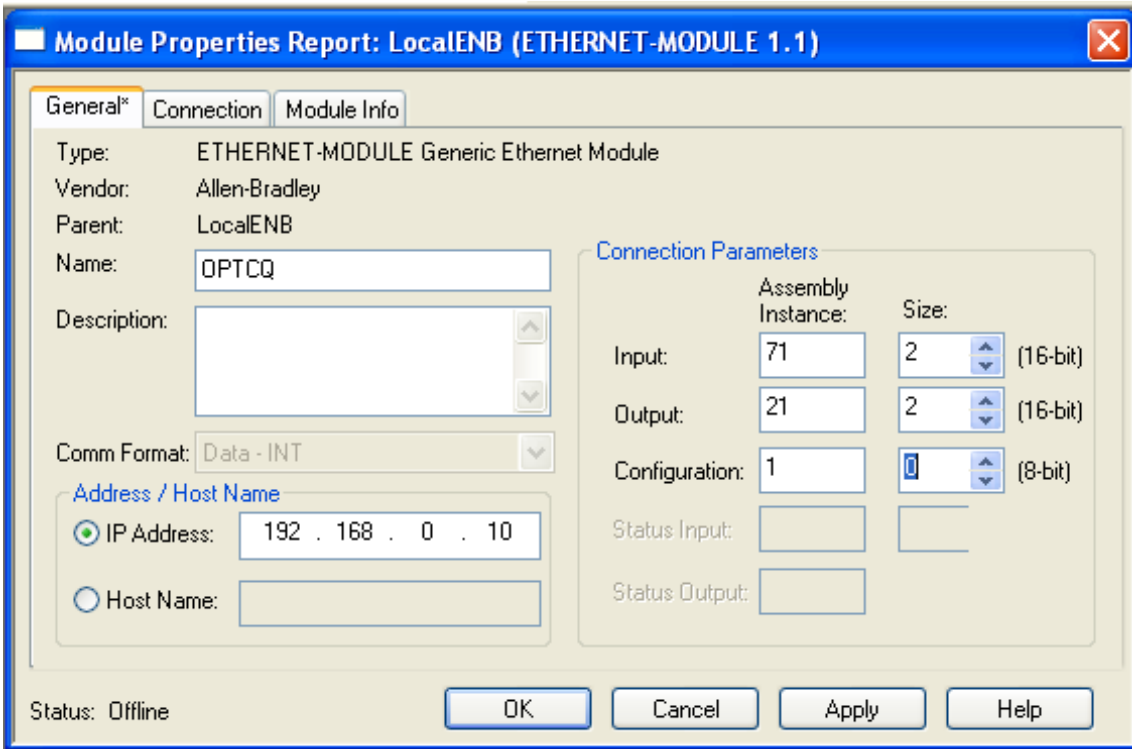 Module Properties Report: LocalENB (ETHERNET-MODULE 1.1)
General* Connection Module Info
Type: ETHERNET-MODULE Generic Ethernet Module
Vendor: Allen-Bradley
Parent: LocalENB
Name: OPTCQ
Description:
Comm Format: Data - INT
Address / Host Name
IP Address: 192 . 168 . 0 . 10
Host Name:
Connection Parameters
Assembly
Instance: Size:
Input: 71 2 (16-bit)
Output: 21 2 (16-bit)
Configuration: 1 0 (8-bit)
Status Input:
Status Output:
Status: Offline
OK Cancel Apply Help